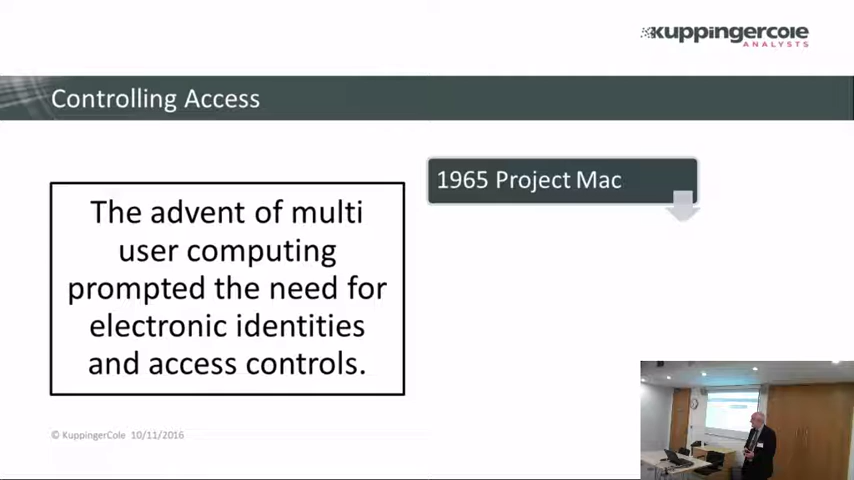 KuppingerCole
ANALYSTS
Controlling Access
1965 Project Mac
The advent of multi
user computing
prompted the need for
electronic identities
and access controls.
© KuppingerCole 10/11/2016